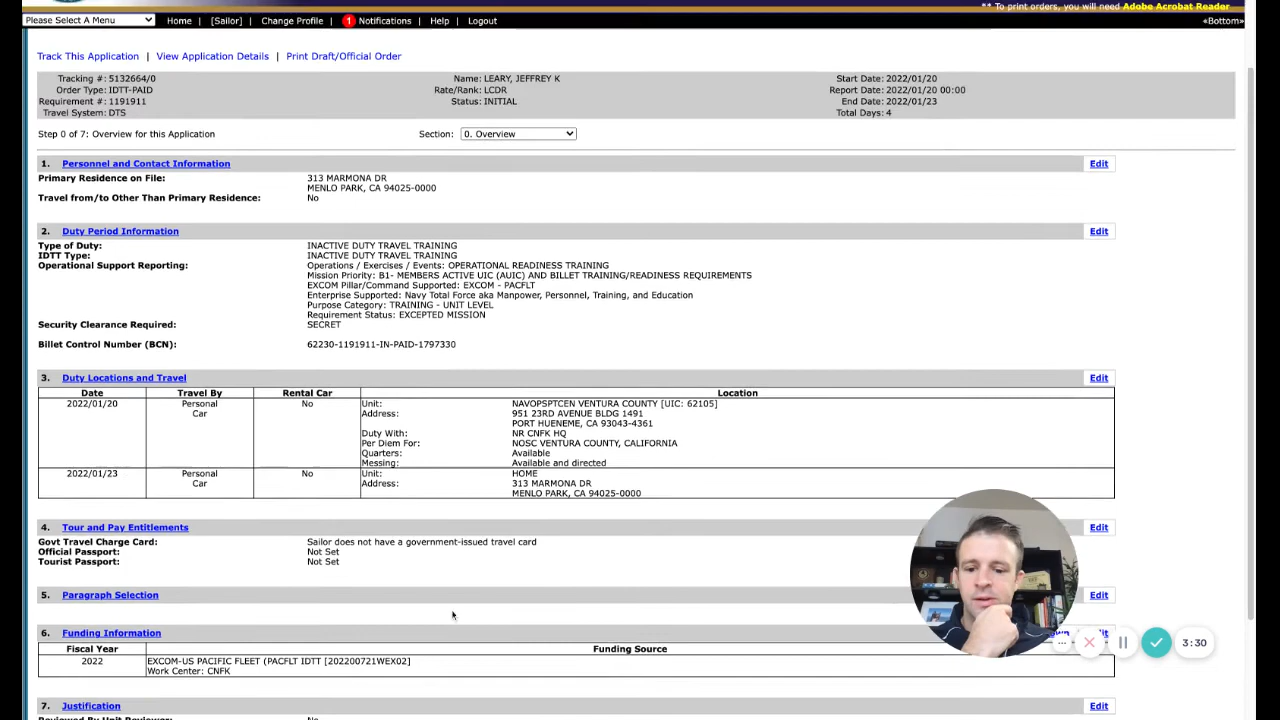 ** To print orders, you will need Adobe Acrobat Reader
Please Select A Menu Home | [Sailor] | Change Profile | 1 Notifications | Help | Logout «Bottom»
Track This Application | View Application Details | Print Draft/Official Order
Tracking #: 5132664/0 Name: LEARY, JEFFREY K Start Date: 2022/01/20
Order Type: IDTT-PAID Rate/Rank: LCDR Report Date: 2022/01/20 00:00
Requirement #: 1191911 Status: INITIAL End Date: 2022/01/23
Travel System: DTS Total Days: 4
Step 0 of 7: Overview for this Application Section: 0. Overview
1. Personnel and Contact Information Edit
Primary Residence on File: 313 MARMONA DR
MENLO PARK, CA 94025-0000
Travel from/to Other Than Primary Residence: No
2. Duty Period Information Edit
Type of Duty: INACTIVE DUTY TRAVEL TRAINING
IDTT Type: INACTIVE DUTY TRAVEL TRAINING
Operational Support Reporting: Operations / Exercises / Events: OPERATIONAL READINESS TRAINING
Mission Priority: B1- MEMBERS ACTIVE UIC (AUIC) AND BILLET TRAINING/READINESS REQUIREMENTS
EXCOM Pillar/Command Supported: EXCOM - PACFLT
Enterprise Supported: Navy Total Force aka Manpower, Personnel, Training, and Education
Purpose Category: TRAINING - UNIT LEVEL
Requirement Status: EXCEPTED MISSION
Security Clearance Required: SECRET
Billet Control Number (BCN): 62230-1191911-IN-PAID-1797330
3. Duty Locations and Travel Edit
Date Travel By Rental Car Location
2022/01/20 Personal No Unit: NAVOPSPTCEN VENTURA COUNTY [UIC: 62105]
Car Address: 951 23RD AVENUE BLDG 1491
PORT HUENEME, CA 93043-4361
Duty With: NR CNFK HQ
Per Diem For: NOSC VENTURA COUNTY, CALIFORNIA
Quarters: Available
Messing: Available and directed
2022/01/23 Personal No Unit: HOME
Car Address: 313 MARMONA DR
MENLO PARK, CA 94025-0000
4. Tour and Pay Entitlements Edit
Govt Travel Charge Card: Sailor does not have a government-issued travel card
Official Passport: Not Set
Tourist Passport: Not Set
5. Paragraph Selection Edit
6. Funding Information
Fiscal Year Funding Source
2022 EXCOM-US PACIFIC FLEET (PACFLT IDTT [202200721WEX02]
Work Center: CNFK
3:30
7. Justification Edit
Reviewed By Unit Reviewer: No